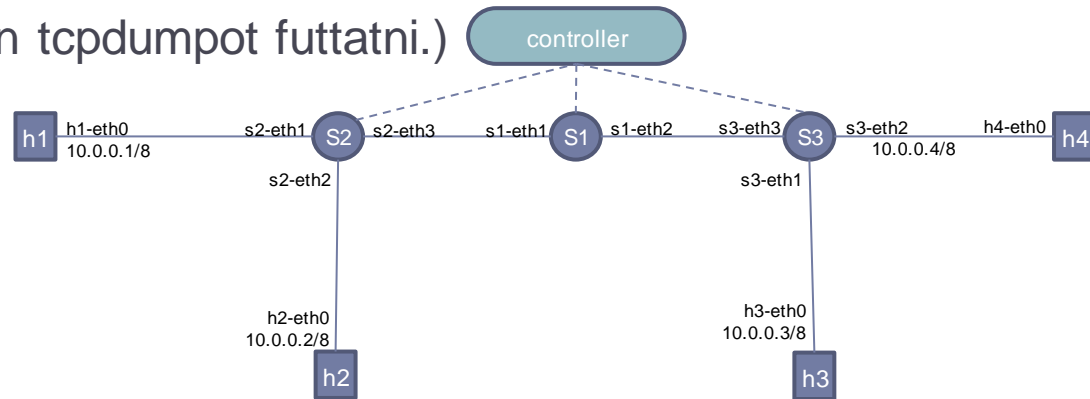 n tcpdumpot futtatni.)
controller
h1
h1-eth0
10.0.0.1/8
s2-eth1
S2
s2-eth3
s1-eth1
S1
s1-eth2
s3-eth3
S3
s3-eth2
10.0.0.4/8
h4-eth0
h4
s2-eth2
s3-eth1
h2-eth0
10.0.0.2/8
h2
h3-eth0
10.0.0.3/8
h3